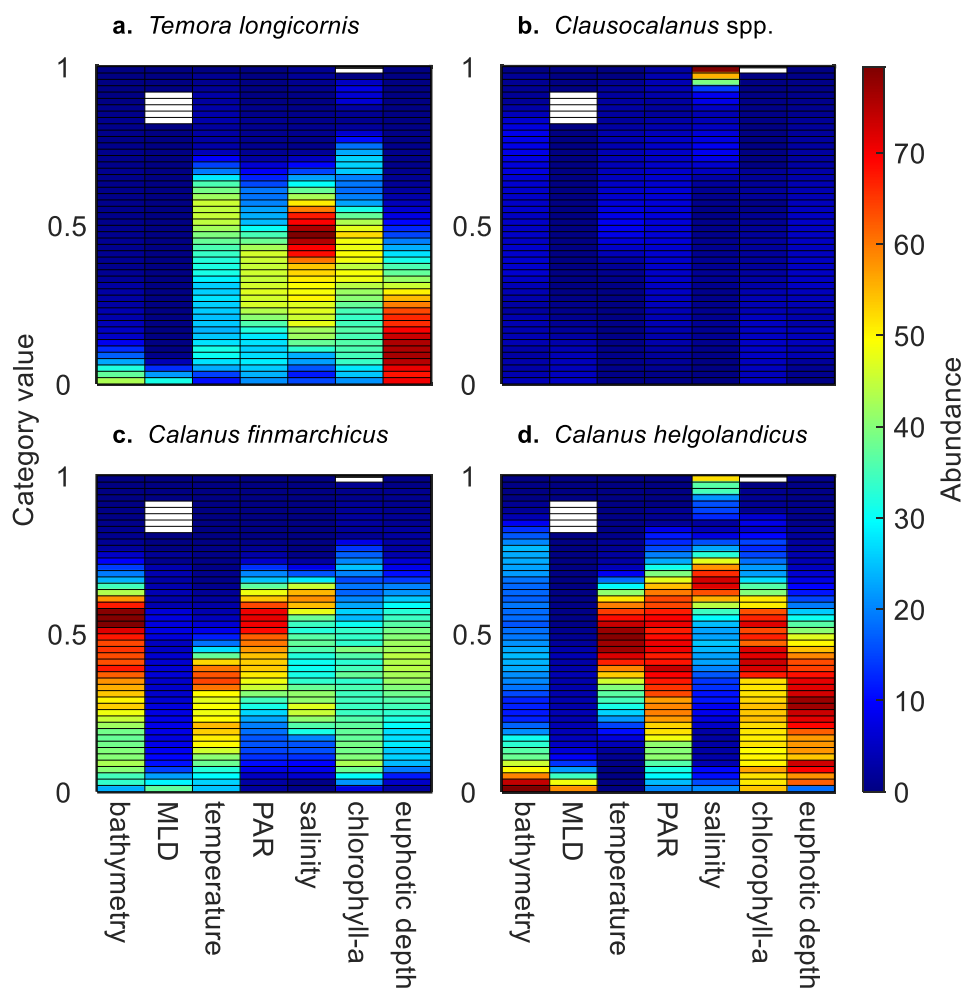 a. Temora longicornis
b. Clausocalanus spp.
1
0.5
0
1
0.5
0
c. Calanus finmarchicus
d. Calanus helgolandicus
1
0.5
0
1
0.5
0
Category value
bathymetry
MLD
temperature
PAR
salinity
chlorophyll-a
euphotic depth
bathymetry
MLD
temperature
PAR
salinity
chlorophyll-a
euphotic depth
70
60
50
40
30
20
10
0
Abundance